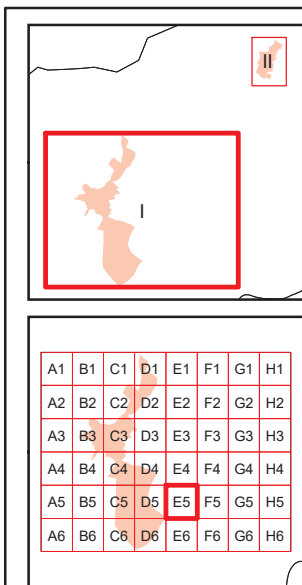 II
I
A1 B1 C1 D1 E1 F1 G1 H1
A2 B2 C2 D2 E2 F2 G2 H2
A3 B3 C3 D3 E3 F3 G3 H3
A4 B4 C4 D4 E4 F4 G4 H4
A5 B5 C5 D5 E5 F5 G5 H5
A6 B6 C6 D6 E6 F6 G6 H6